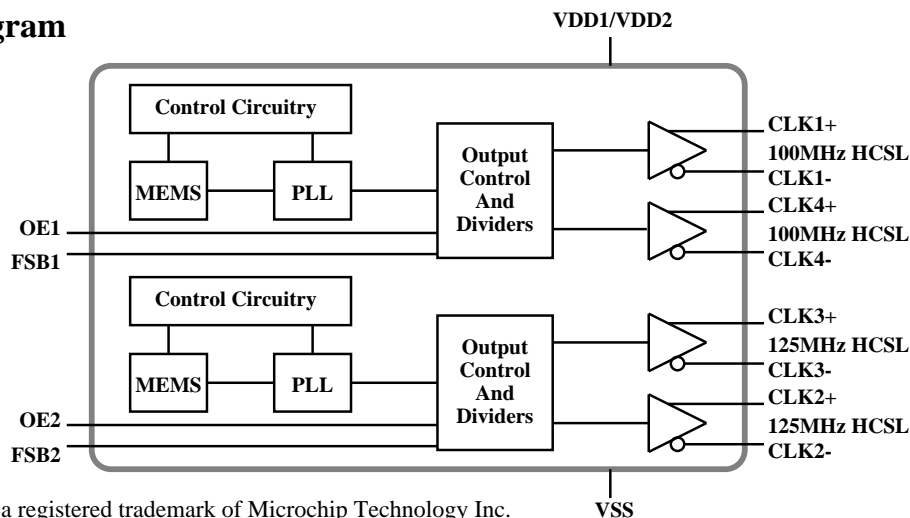 gram
VDD1/VDD2
Control Circuitry
MEMS
PLL
Output
Control
And
Dividers
OE1
FSB1
CLK1+
100MHz HCSL
CLK1-
CLK4+
100MHz HCSL
CLK4-
Control Circuitry
MEMS
PLL
Output
Control
And
Dividers
OE2
FSB2
CLK3+
125MHz HCSL
CLK3-
CLK2+
125MHz HCSL
CLK2-
VSS
a registered trademark of Microchip Technology Inc.